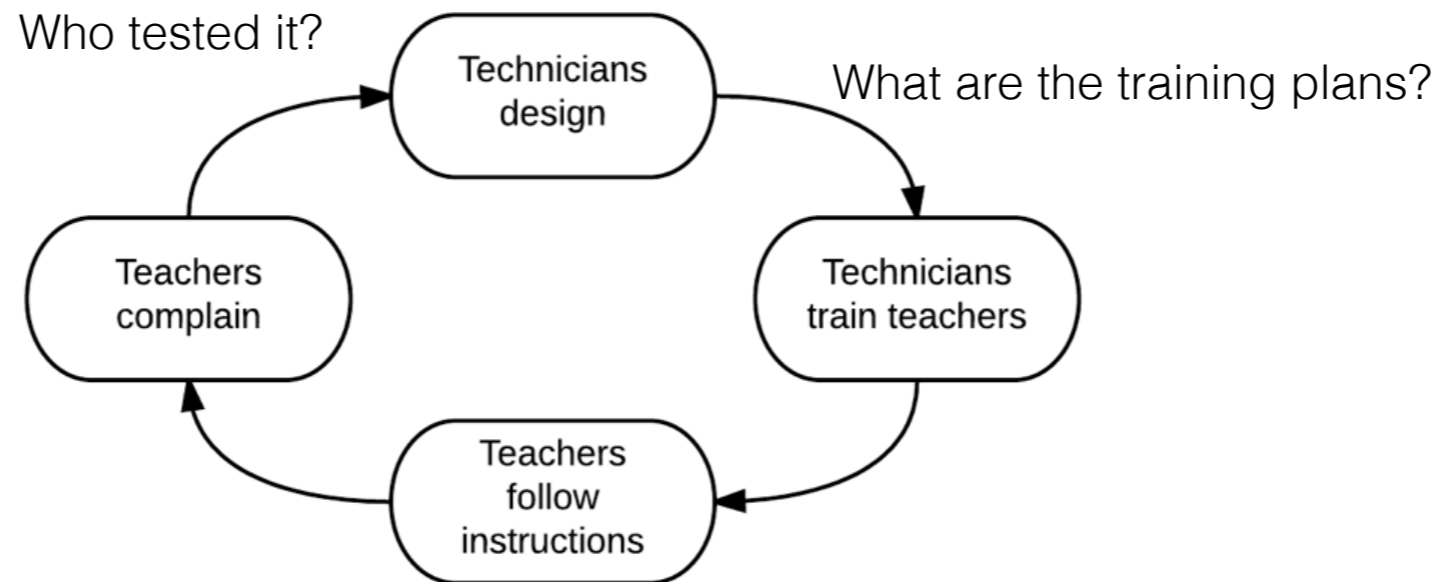 Who tested it?
Technicians
design
What are the training plans?
Teachers
complain
Technicians
train teachers
Teachers
follow
instructions